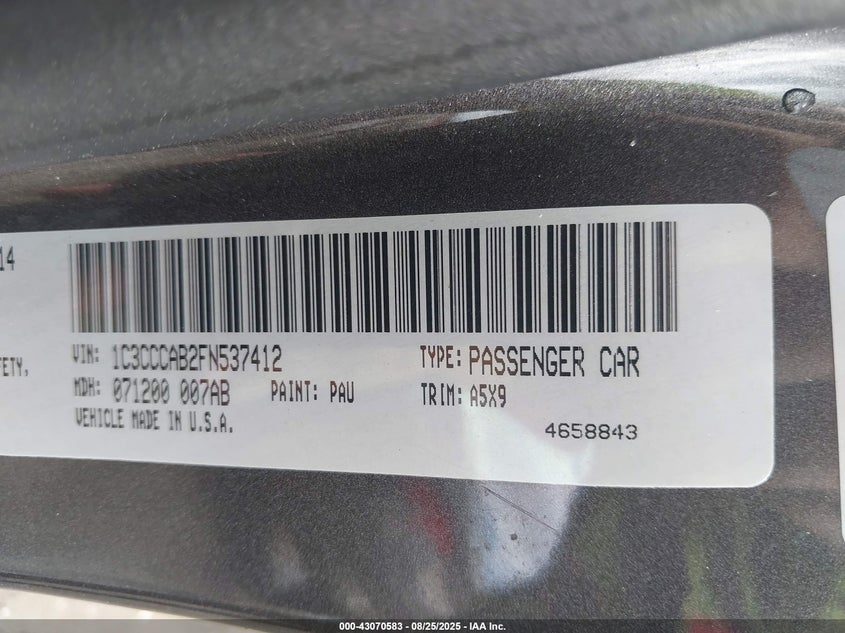 14
FETY,
VIN: 1C3CCCAB2FN537412
TYPE: PASSENGER CAR
MDH: 071200 007AB
PAINT: PAU
TRIM: A5X9
VEHICLE MADE IN U.S.A.
4658843
000-43070583 - 08/25/2025 - IAA Inc.